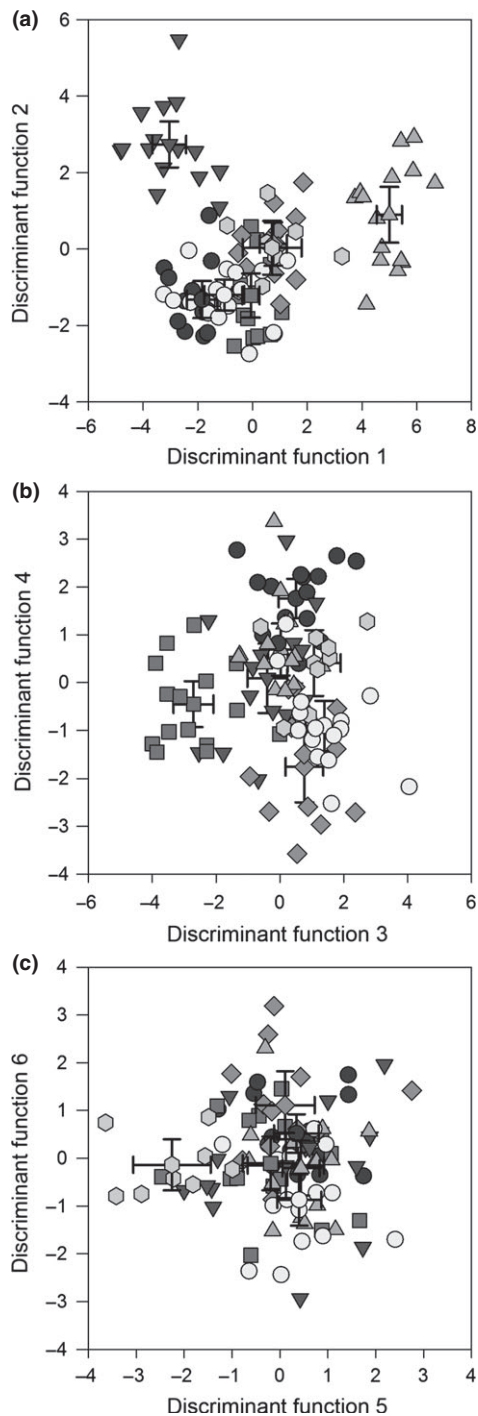 (a)
6
4
2
0
−2
−4
Discriminant function 2
−6 −4 −2 0 2 4 6 8
Discriminant function 1
(b)
4
3
2
1
0
−1
−2
−3
−4
Discriminant function 4
−6 −4 −2 0 2 4 6
Discriminant function 3
(c)
4
3
2
1
0
−1
−2
−3
−4
Discriminant function 6
−4 −3 −2 −1 0 1 2 3 4
Discriminant function 5